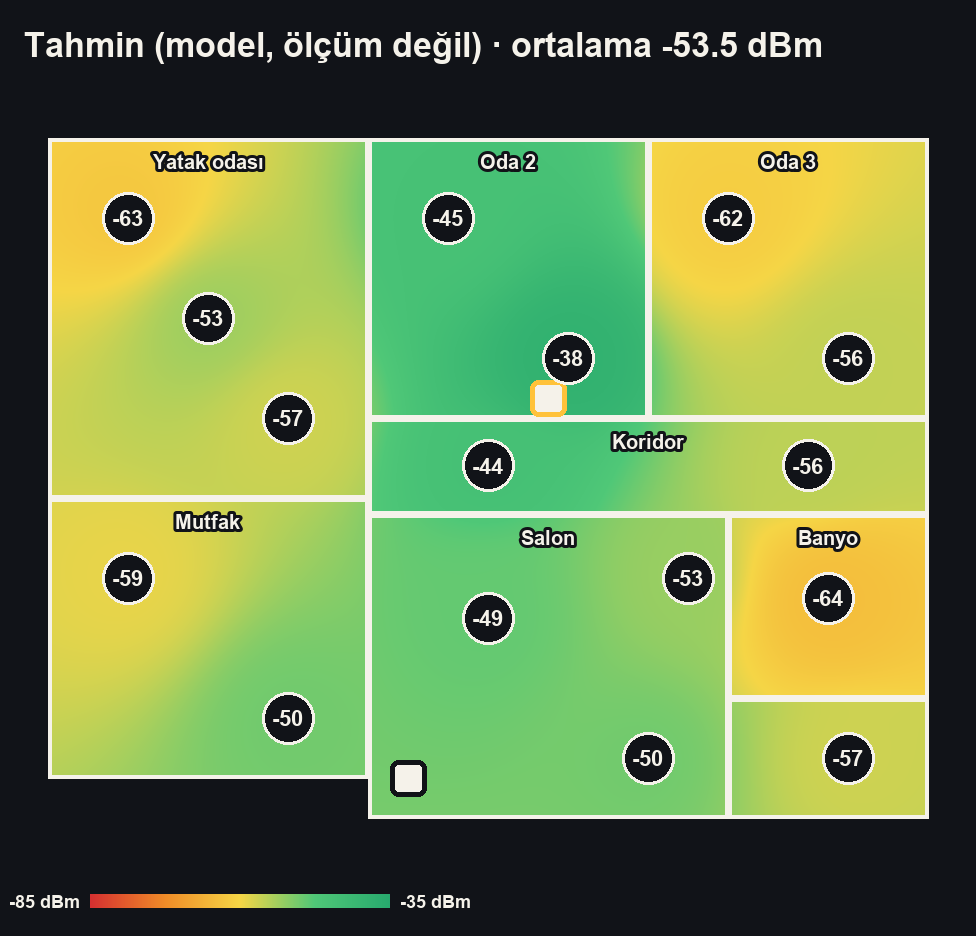 Tahmin (model, ölçüm değil) · ortalama -53.5 dBm
Yatak odası
Oda 2
Oda 3
-63
-45
-62
-53
-38
-56
-57
Koridor
-44
-56
Mutfak
Salon
Banyo
-59
-53
-64
-49
-50
-50
-57
-85 dBm
-35 dBm